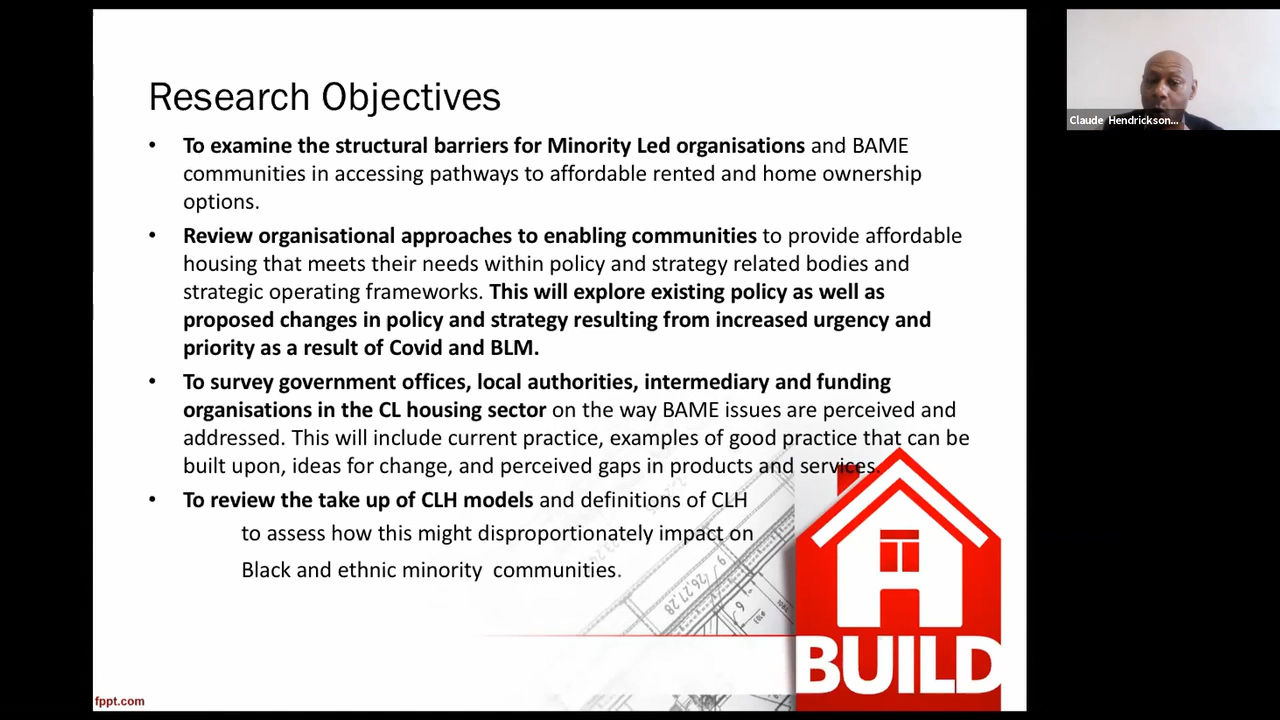 Research Objectives
• To examine the structural barriers for Minority Led organisations and BAME
communities in accessing pathways to affordable rented and home ownership
options.
• Review organisational approaches to enabling communities to provide affordable
housing that meets their needs within policy and strategy related bodies and
strategic operating frameworks. This will explore existing policy as well as
proposed changes in policy and strategy resulting from increased urgency and
priority as a result of Covid and BLM.
• To survey government offices, local authorities, intermediary and funding
organisations in the CL housing sector on the way BAME issues are perceived and
addressed. This will include current practice, examples of good practice that can be
built upon, ideas for change, and perceived gaps in products and services.
• To review the take up of CLH models and definitions of CLH
to assess how this might disproportionately impact on
Black and ethnic minority communities.
26,27,28
6
BUILD
fppt.com
Claude Hendrickson...